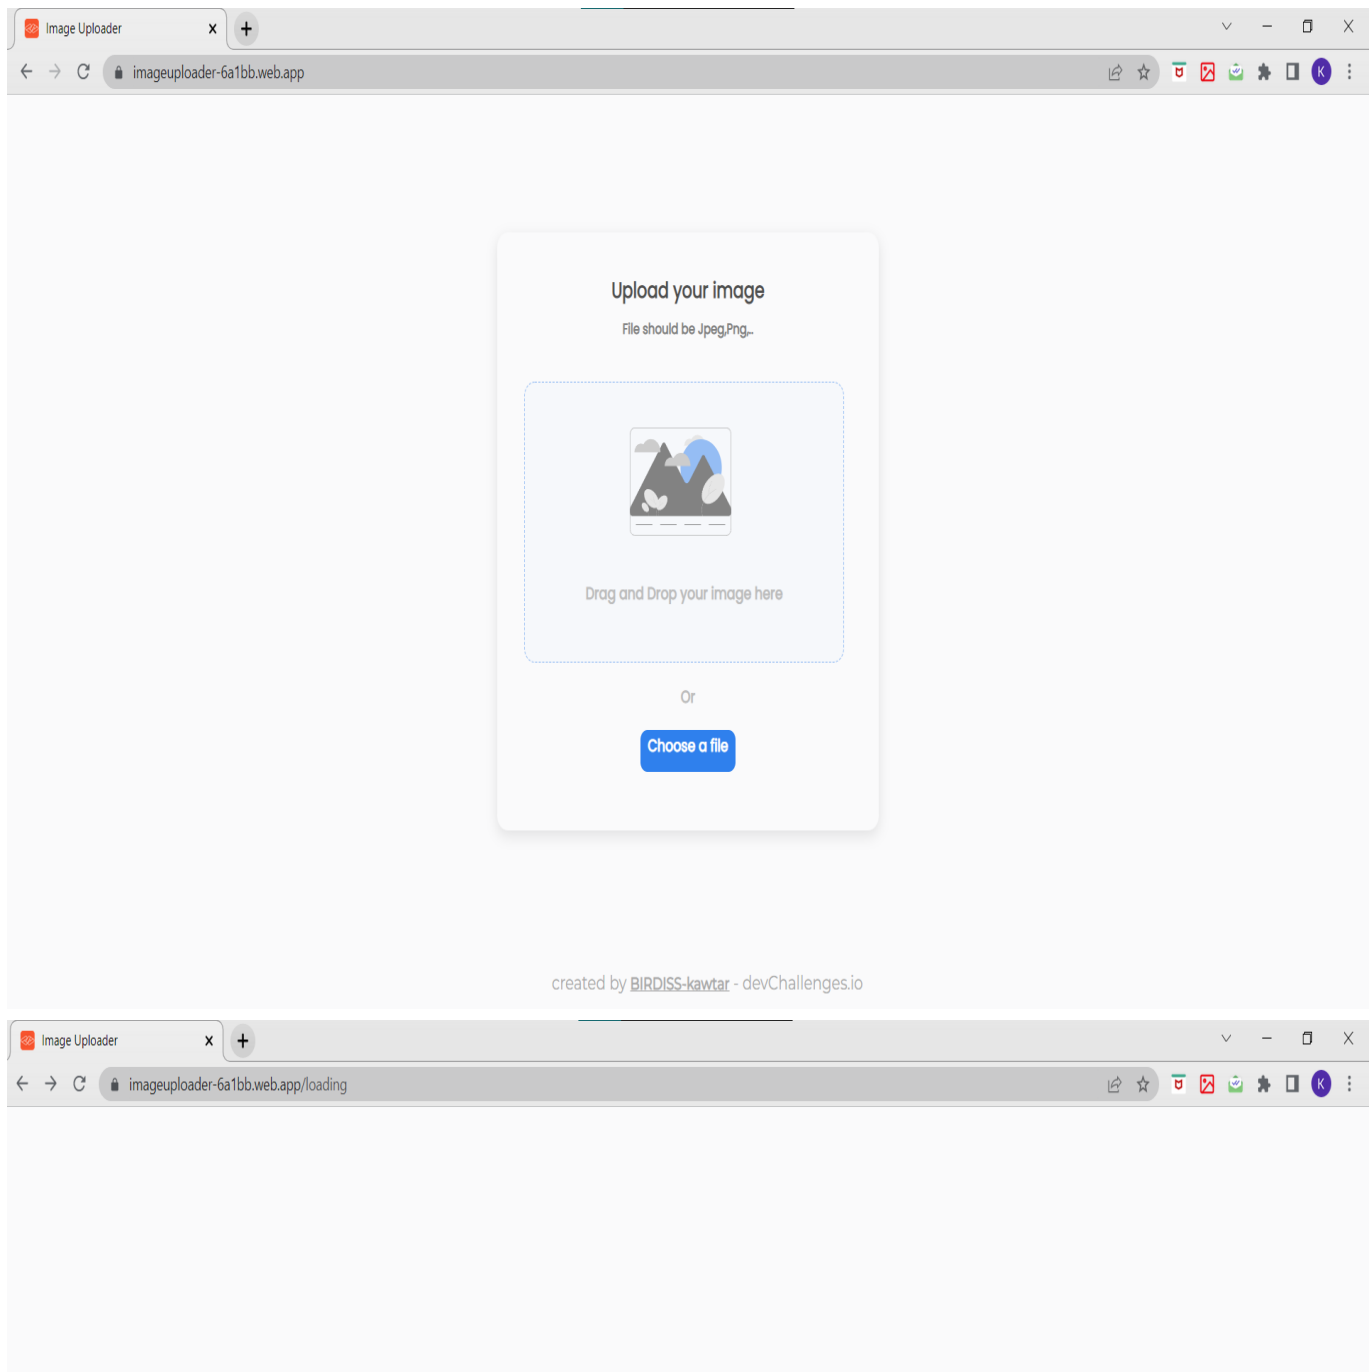 Image Uploader
imageuploader-6a1bb.web.app
K
Upload your image
File should be Jpeg,Png,..
Drag and Drop your image here
Or
Choose a file
created by BIRDISS-kawtar - devChallenges.io
Image Uploader
imageuploader-6a1bb.web.app/loading
K